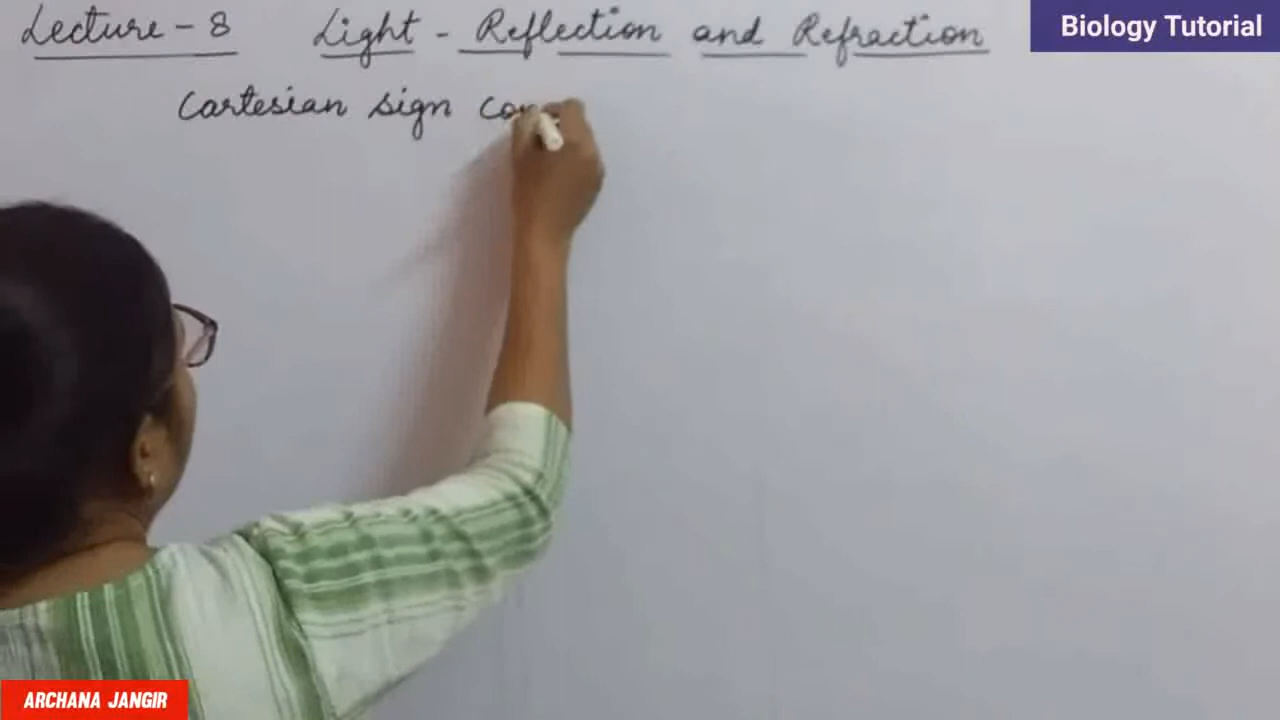 Lecture - 8 Light - Reflection and Refraction
Biology Tutorial
Cartesian sign
ARCHANA JANGIR